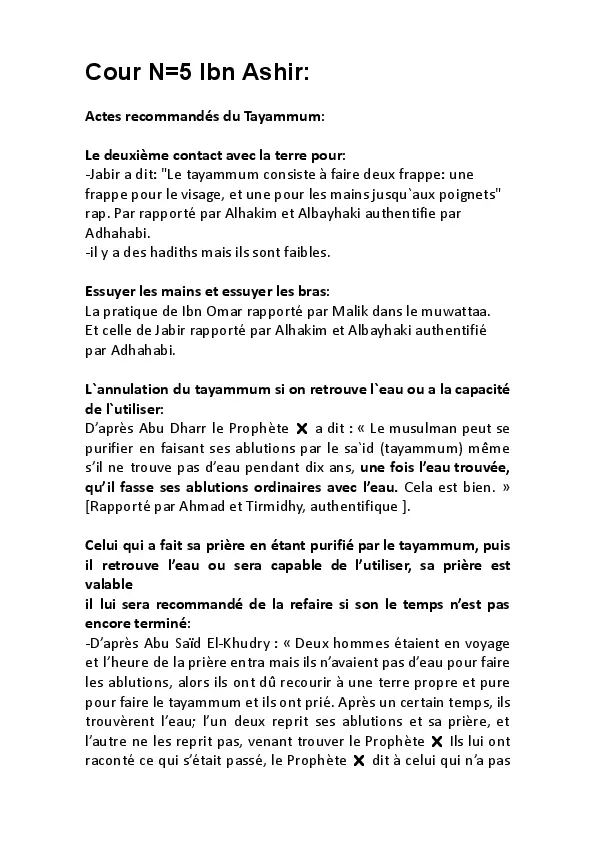 Cour N=5 Ibn Ashir:
Actes recommandés du Tayammum:
Le deuxième contact avec la terre pour:
-Jabir a dit: "Le tayammum consiste à faire deux frappe: une
frappe pour le visage, et une pour les mains jusqu`aux poignets"
rap. Par rapporté par Alhakim et Albayhaki authentifie par
Adhahabi.
-il y a des hadiths mais ils sont faibles.
Essuyer les mains et essuyer les bras:
La pratique de Ibn Omar rapporté par Malik dans le muwattaa.
Et celle de Jabir rapporté par Alhakim et Albayhaki authentifié
par Adhahabi.
L`annulation du tayammum si on retrouve l`eau ou a la capacité
de l`utiliser:
D’après Abu Dharr le Prophète ❌ a dit : « Le musulman peut se
purifier en faisant ses ablutions par le sa`id (tayammum) même
s’il ne trouve pas d’eau pendant dix ans, une fois l’eau trouvée,
qu’il fasse ses ablutions ordinaires avec l’eau. Cela est bien. »
[Rapporté par Ahmad et Tirmidhy, authentifique ].
Celui qui a fait sa prière en étant purifié par le tayammum, puis
il retrouve l’eau ou sera capable de l’utiliser, sa prière est
valable
il lui sera recommandé de la refaire si son le temps n’est pas
encore terminé:
-D’après Abu Saïd El-Khudry : « Deux hommes étaient en voyage
et l’heure de la prière entra mais ils n’avaient pas d’eau pour faire
les ablutions, alors ils ont dû recourir à une terre propre et pure
pour faire le tayammum et ils ont prié. Après un certain temps, ils
trouvèrent l’eau; l’un deux reprit ses ablutions et sa prière, et
l’autre ne les reprit pas, venant trouver le Prophète ❌ Ils lui ont
raconté ce qui s’était passé, le Prophète ❌ dit à celui qui n’a pas